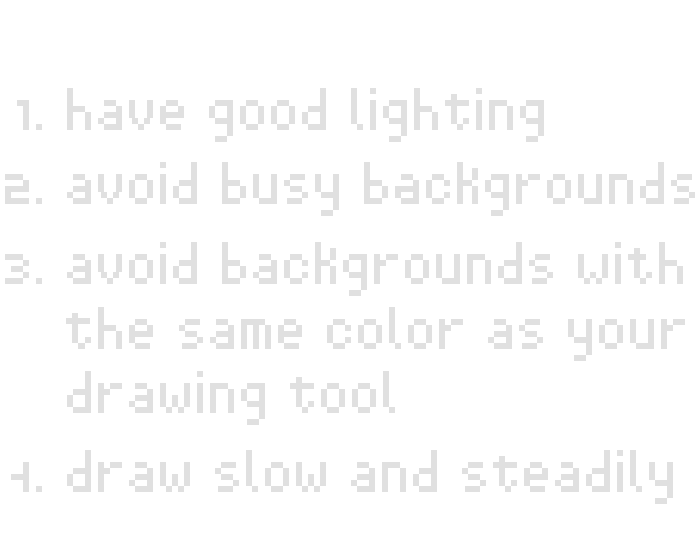 1. have good lighting
2. avoid busy backgrounds
3. avoid backgrounds with
the same color as your
drawing tool
4. draw slow and steadily